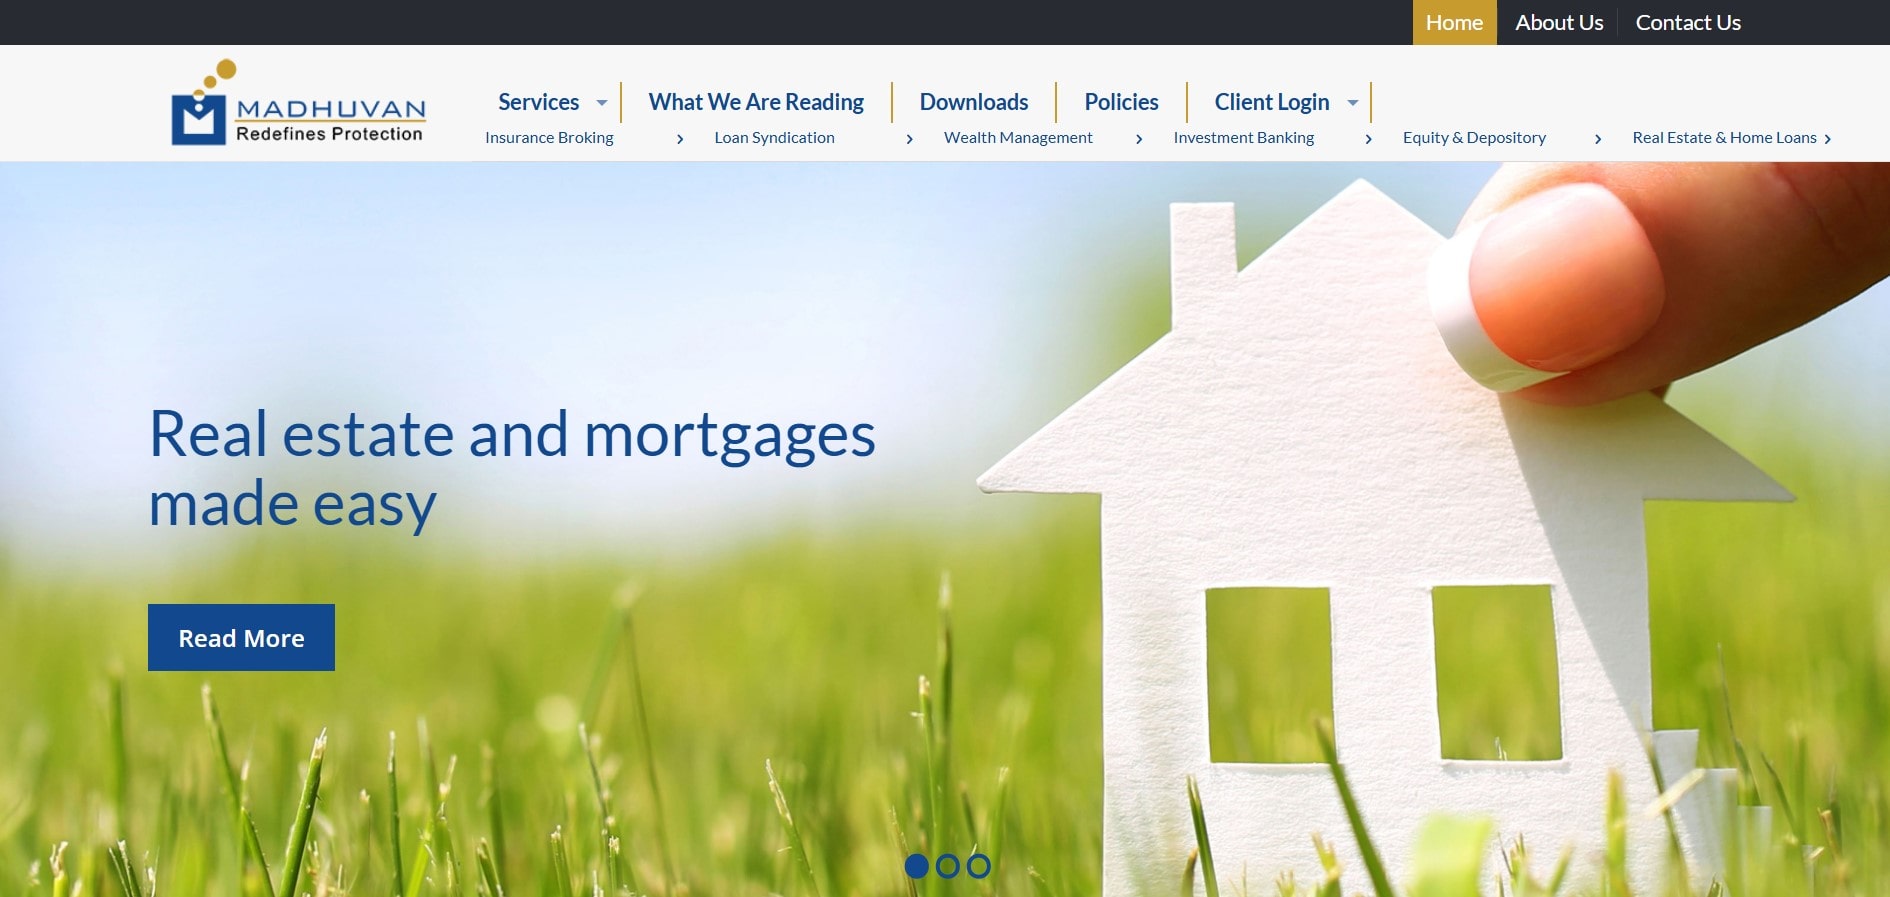 Home About Us Contact Us
MADHUVAN
Redefines Protection
Services What We Are Reading Downloads Policies Client Login
Insurance Broking Loan Syndication Wealth Management Investment Banking Equity & Depository Real Estate & Home Loans
Real estate and mortgages
made easy
Read More